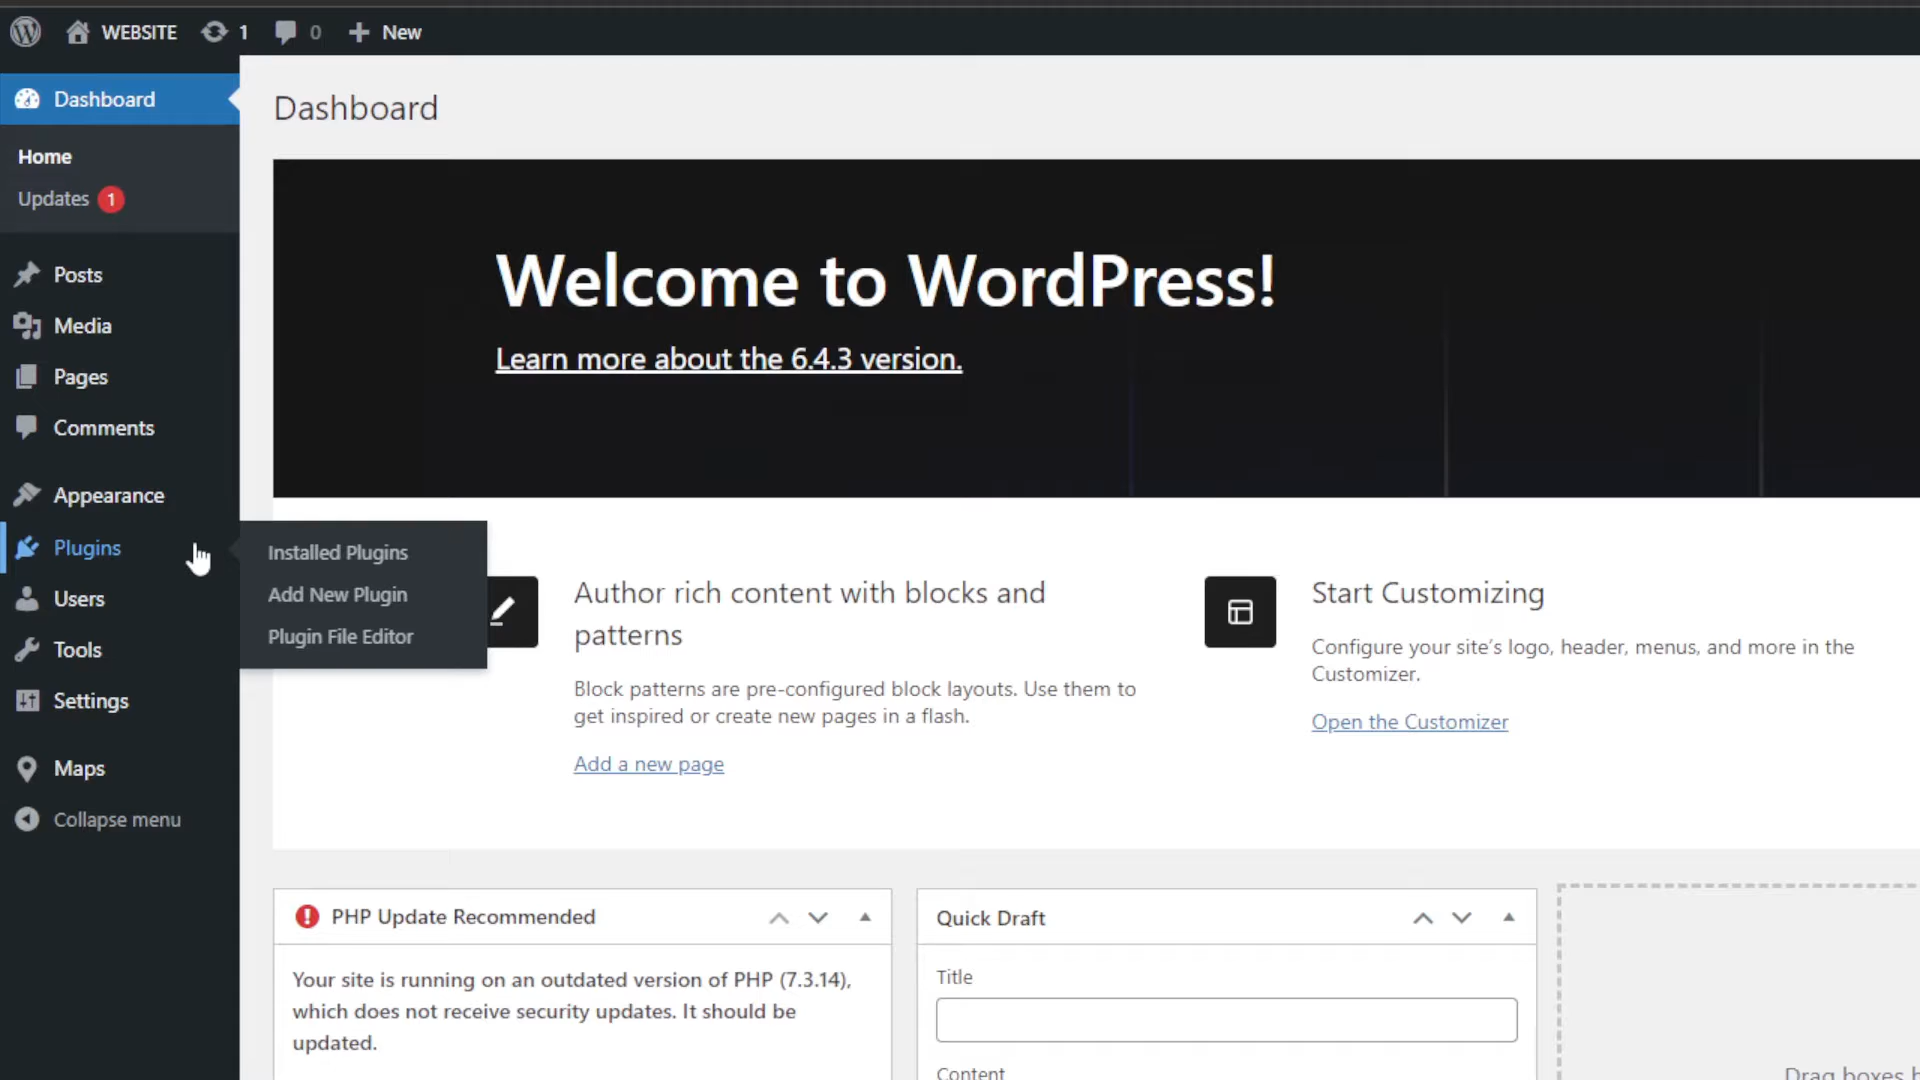 WEBSITE 1 0 New
Dashboard
Home
Updates 1
Posts
Media
Pages
Comments
Appearance
Plugins
Users
Tools
Settings
Maps
Collapse menu
Installed Plugins
Add New Plugin
Plugin File Editor
Dashboard
Welcome to WordPress!
Learn more about the 6.4.3 version.
Author rich content with blocks and
patterns
Block patterns are pre-configured block layouts. Use them to
get inspired or create new pages in a flash.
Add a new page
Start Customizing
Configure your site's logo, header, menus, and more in the
Customizer.
Open the Customizer
PHP Update Recommended
Your site is running on an outdated version of PHP (7.3.14),
which does not receive security updates. It should be
updated.
Quick Draft
Title
Content
Drag boxes